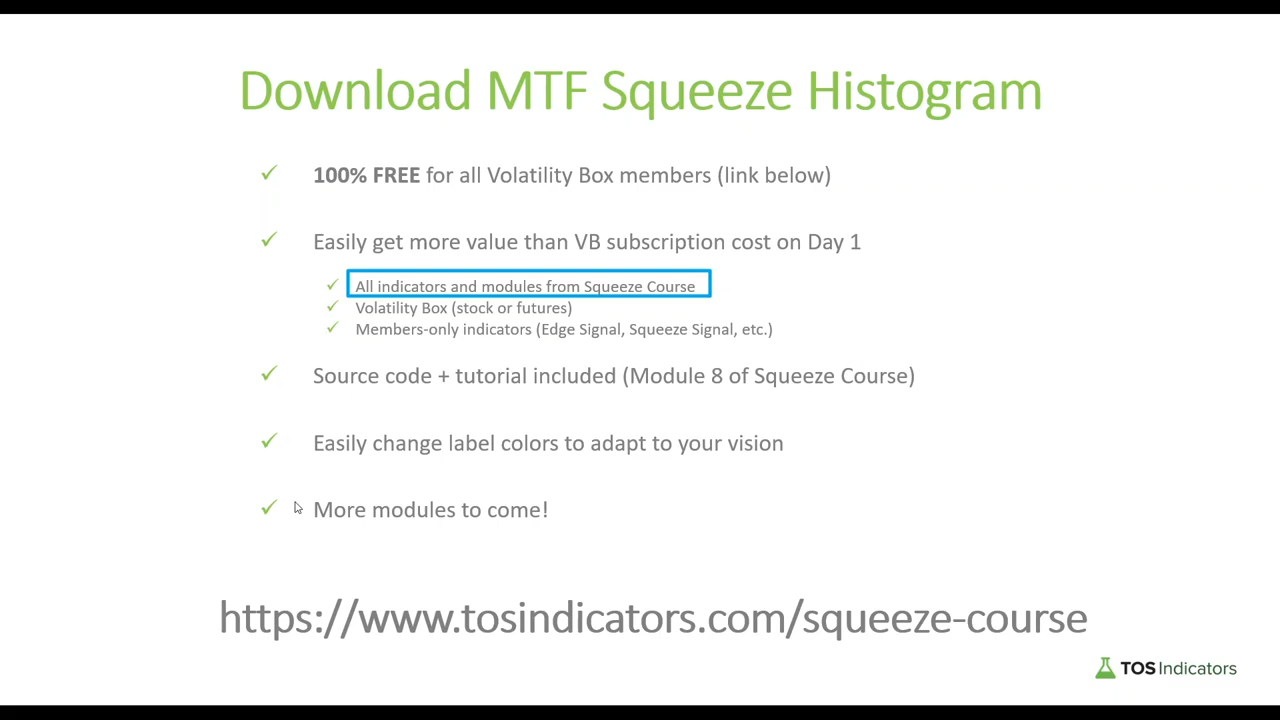 Download MTF Squeeze Histogram
100% FREE for all Volatility Box members (link below)
Easily get more value than VB subscription cost on Day 1
All indicators and modules from Squeeze Course
Volatility Box (stock or futures)
Members-only indicators (Edge Signal, Squeeze Signal, etc.)
Source code + tutorial included (Module 8 of Squeeze Course)
Easily change label colors to adapt to your vision
More modules to come!
https://www.tosindicators.com/squeeze-course
TOS Indicators